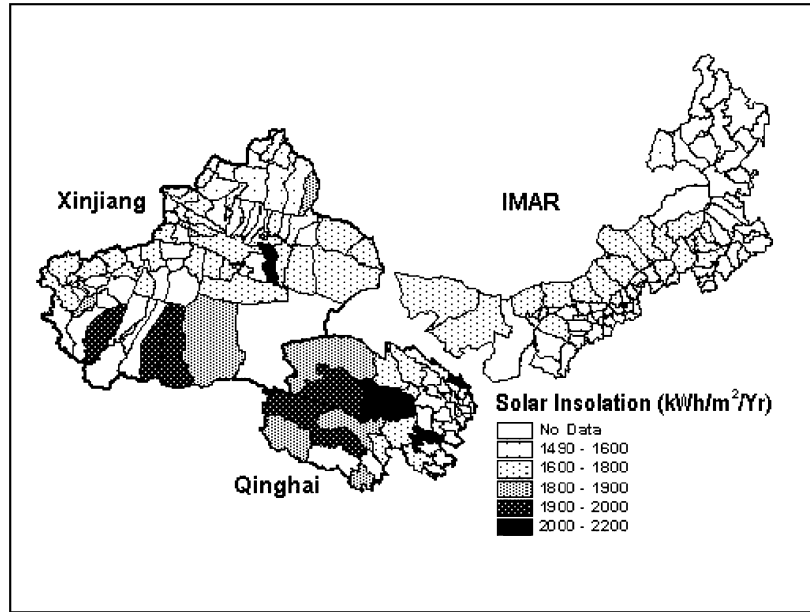 Xinjiang
IMAR
Qinghai
Solar Insolation (kWh/m²/Yr)
No Data
1490 - 1600
1600 - 1800
1800 - 1900
1900 - 2000
2000 - 2200